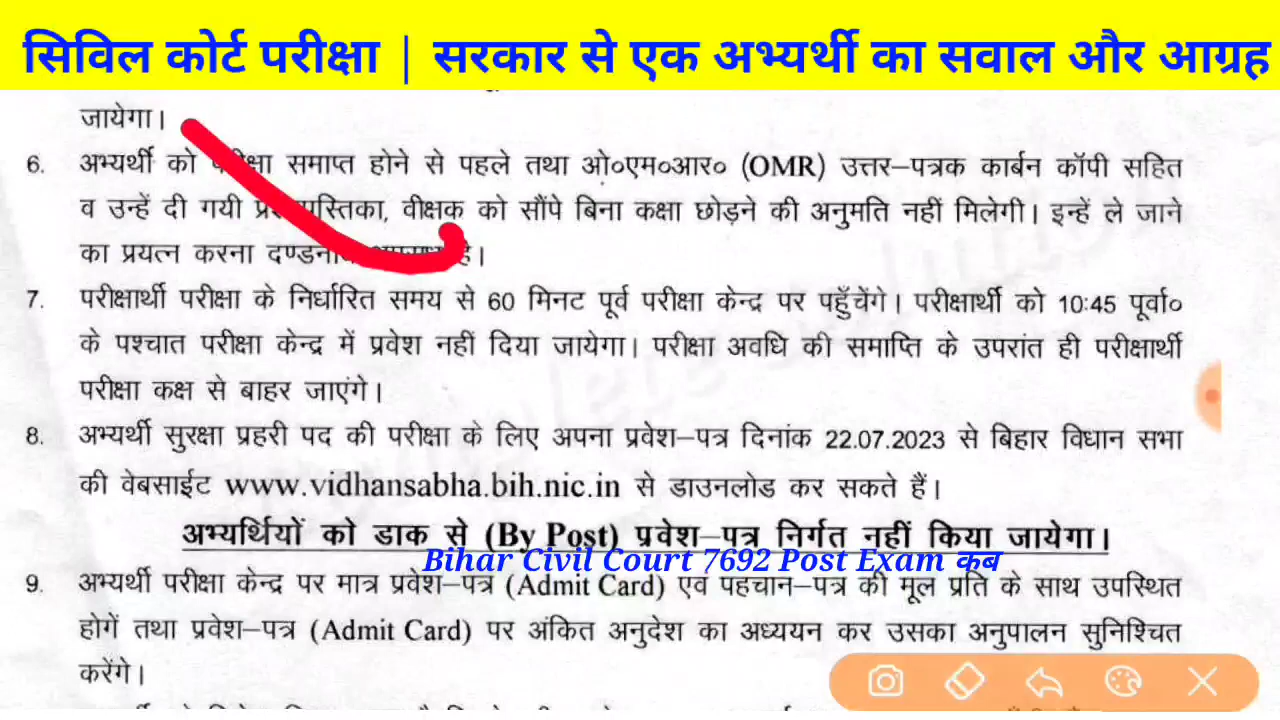 सिविल कोर्ट परीक्षा | सरकार से एक अभ्यर्थी का सवाल और आग्रह
जायेगा।
6. अभ्यर्थी को परीक्षा समाप्त होने से पहले तथा ओ०एम०आर० (OMR) उत्तर-पत्रक कार्बन कॉपी सहित
व उन्हें दी गयी वीक्षक को सौंपे बिना कक्षा छोड़ने की अनुमति नहीं मिलेगी। इन्हें ले जाने
का प्रयत्न करना है।
7. परीक्षार्थी परीक्षा के निर्धारित समय से 60 मिनट पूर्व परीक्षा केन्द्र पर पहुँचेंगे। परीक्षार्थी को 10:45 पूर्वा०
के पश्चात परीक्षा केन्द्र में प्रवेश नहीं दिया जायेगा। परीक्षा अवधि की समाप्ति के उपरांत ही परीक्षार्थी
परीक्षा कक्ष से बाहर जाएंगे।
8. अभ्यर्थी सुरक्षा प्रहरी पद की परीक्षा के लिए अपना प्रवेश-पत्र दिनांक 22.07.2023 से बिहार विधान सभा
की वेबसाईट www.vidhansabha.bih.nic.in से डाउनलोड कर सकते हैं।
अभ्यर्थियों को डाक से (By Post) प्रवेश-पत्र निर्गत नहीं किया जायेगा।
Bihar Civil Court 7692 Post Exam कब
9. अभ्यर्थी परीक्षा केन्द्र पर मात्र प्रवेश-पत्र (Admit Card) एवं पहचान-पत्र की मूल प्रति के साथ उपस्थित
होगें तथा प्रवेश-पत्र (Admit Card) पर अंकित अनुदेश का अध्ययन कर उसका अनुपालन सुनिश्चित
करेंगे।